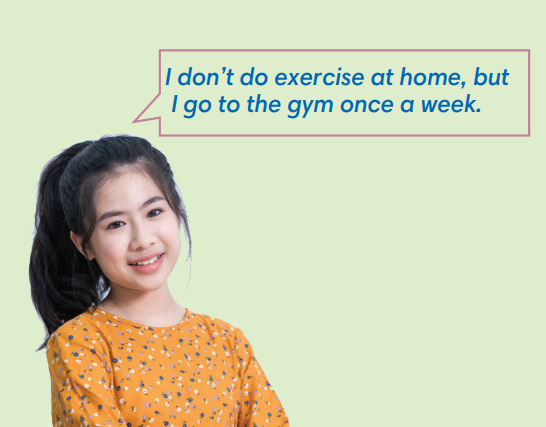 I don’t do exercise at home, but
I go to the gym once a week.